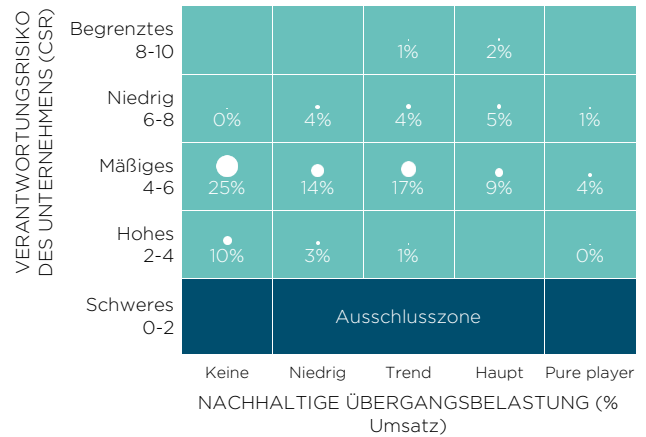 VERANTWORTUNGSRISIKO
DES UNTERNEHMENS (CSR)
Begrenztes
8-10
1%
2%
Niedrig
6-8
0%
4%
4%
5%
1%
Mäßiges
4-6
25%
14%
17%
9%
4%
Hohes
2-4
10%
3%
1%
0%
Schweres
0-2
Ausschlusszone
Keine
Niedrig
Trend
Haupt
Pure player
NACHHALTIGE ÜBERGANGSBELASTUNG (%
Umsatz)